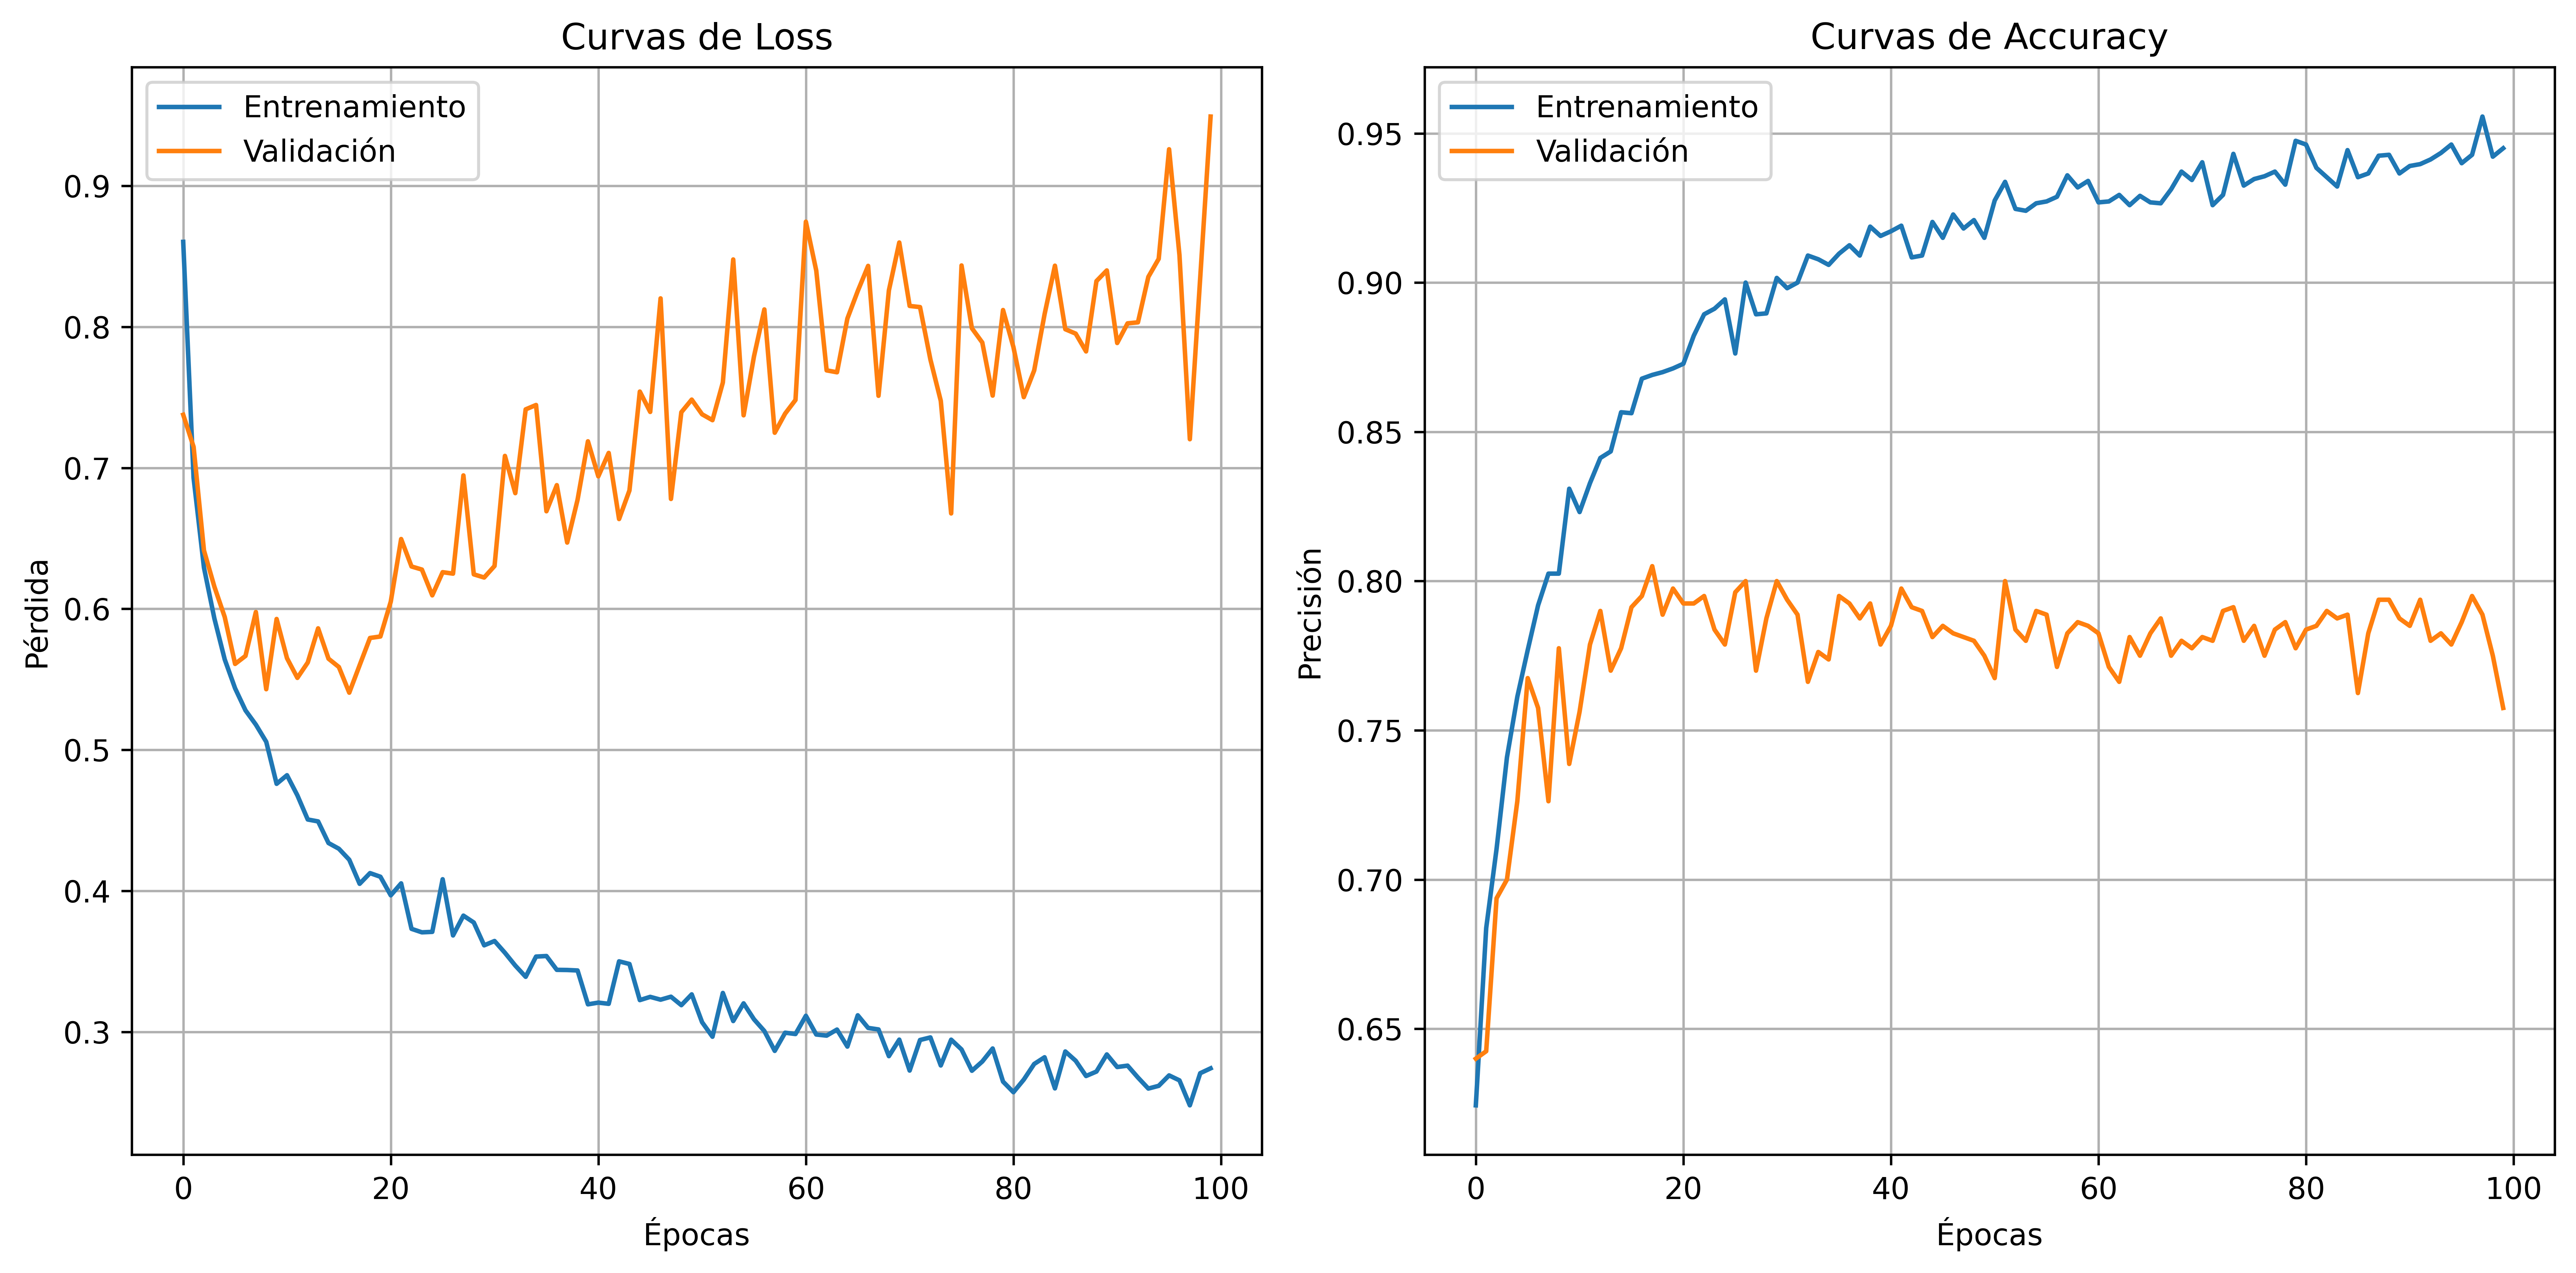 Curvas de Loss
Entrenamiento
Validación
Pérdida
0.9
0.8
0.7
0.6
0.5
0.4
0.3
0 20 40 60 80 100
Épocas
Curvas de Accuracy
Entrenamiento
Validación
Precisión
0.95
0.90
0.85
0.80
0.75
0.70
0.65
0 20 40 60 80 100
Épocas